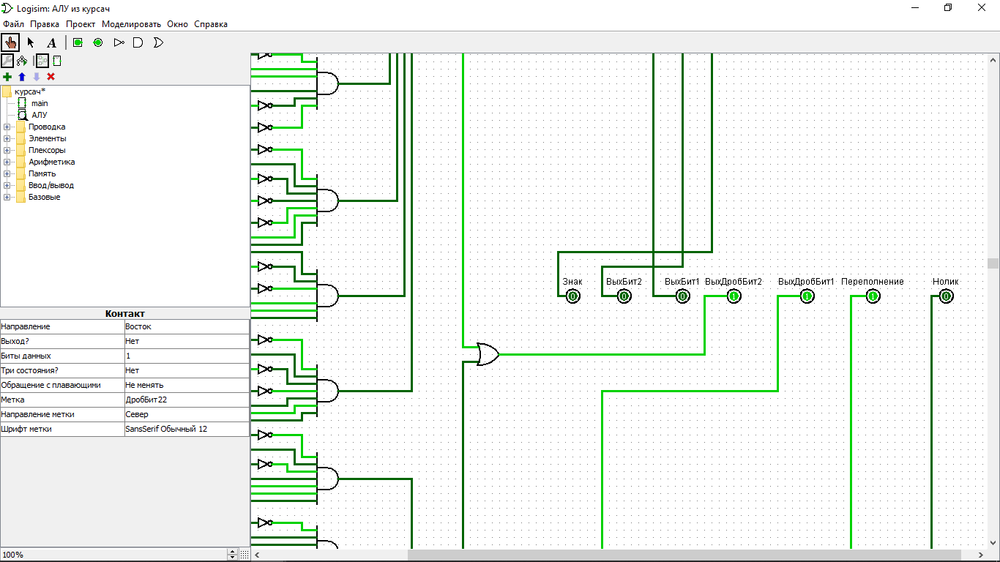 Logisim: АЛУ из курсач
Файл Правка Проект Моделировать Окно Справка
A
курсач*
main
АЛУ
Проводка
Элементы
Плексоры
Арифметика
Память
Ввод/вывод
Базовые
Контакт
Направление Восток
Выход? Нет
Биты данных 1
Три состояния? Нет
Обращение с плавающими Не менять
Метка ДробБит22
Направление метки Север
Шрифт метки SansSerif Обычный 12
100%
Знак ВыхБит2 ВыхБит1 ВыхДробБит2 ВыхДробБит1 Переполнение Нолик
0 0 0 1 1 1 0